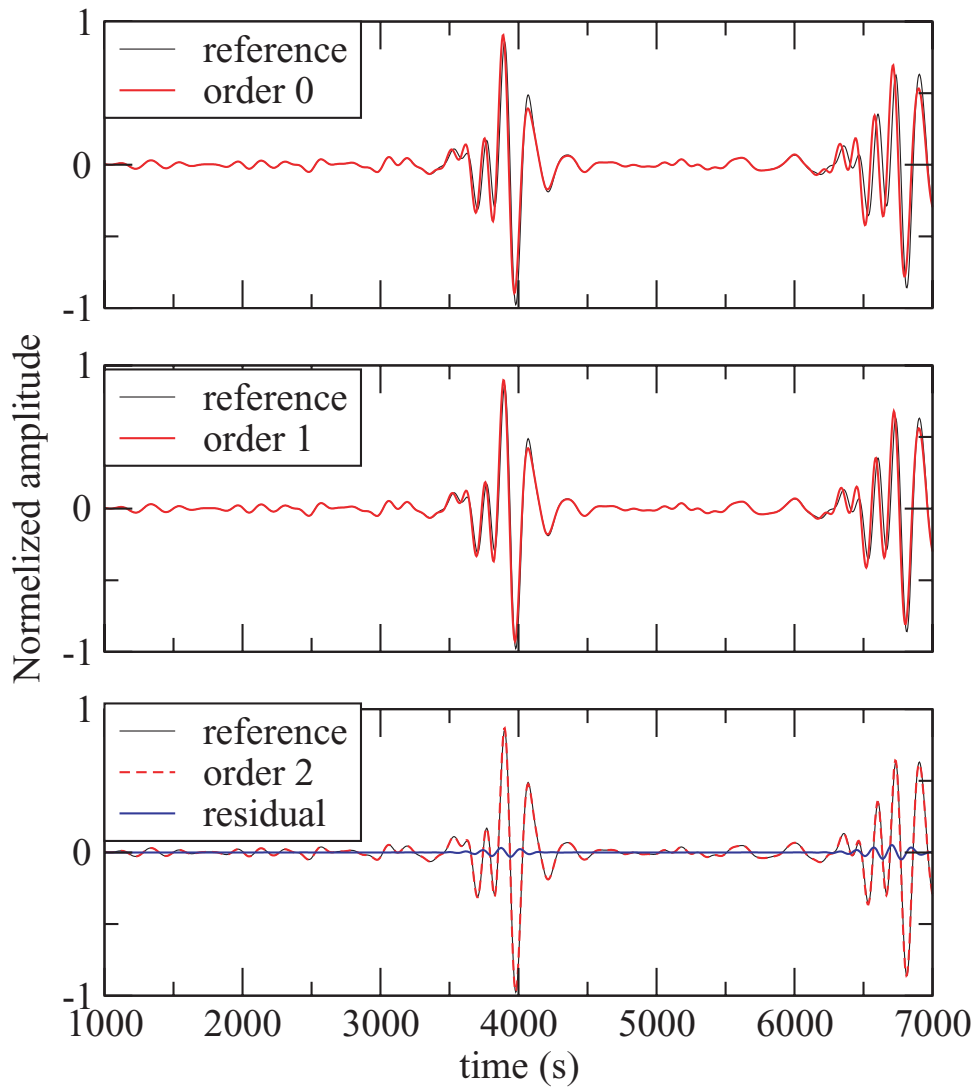 1
reference
order 0
0
-1
1
reference
order 1
0
-1
Normelized amplitude
1
reference
order 2
residual
0
-1
1000 2000 3000 4000 5000 6000 7000
time (s)